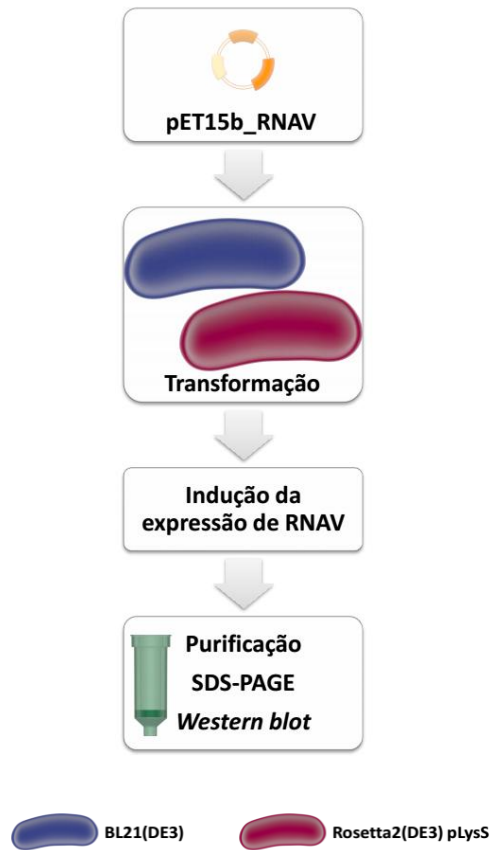 pET15b_RNAV
Transformação
Indução da
expressão de RNAV
Purificação
SDS-PAGE
Western blot
BL21(DE3)
Rosetta2(DE3) pLysS